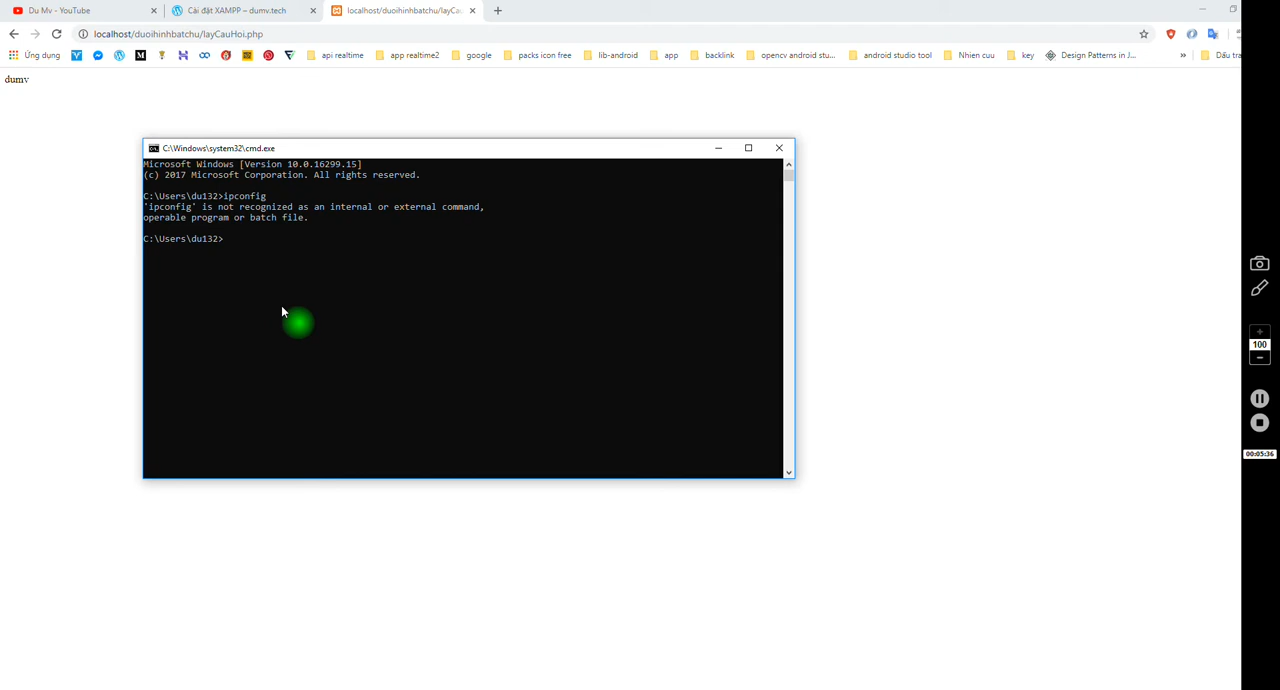 Du Mv - YouTube
Cài đặt XAMPP – dumv.tech
localhost/duoihinhbatchu/layCau
localhost/duoihinhbatchu/layCauHoi.php
Ứng dụng
M
api realtime
app realtime2
google
packs-icon free
lib-android
app
backlink
opencv android stu...
android studio tool
Nhien cuu
key
Design Patterns in J...
»
Dấu tra
dumv
C:\Windows\system32\cmd.exe
Microsoft Windows [Version 10.0.16299.15]
(c) 2017 Microsoft Corporation. All rights reserved.
C:\Users\du132>ipconfig
'ipconfig' is not recognized as an internal or external command,
operable program or batch file.
C:\Users\du132>
100
00:05:36